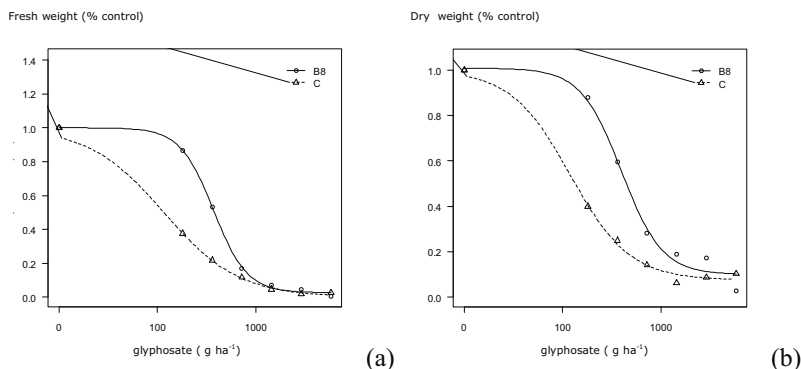 Fresh weight (% control)
1.4
1.2
1.0
0.8
0.6
0.4
0.2
0.0
B8
C
0 100 1000
glyphosate ( g ha⁻¹)
(a)
Dry weight (% control)
1.0
0.8
0.6
0.4
0.2
0.0
B8
C
0 100 1000
glyphosate ( g ha⁻¹)
(b)